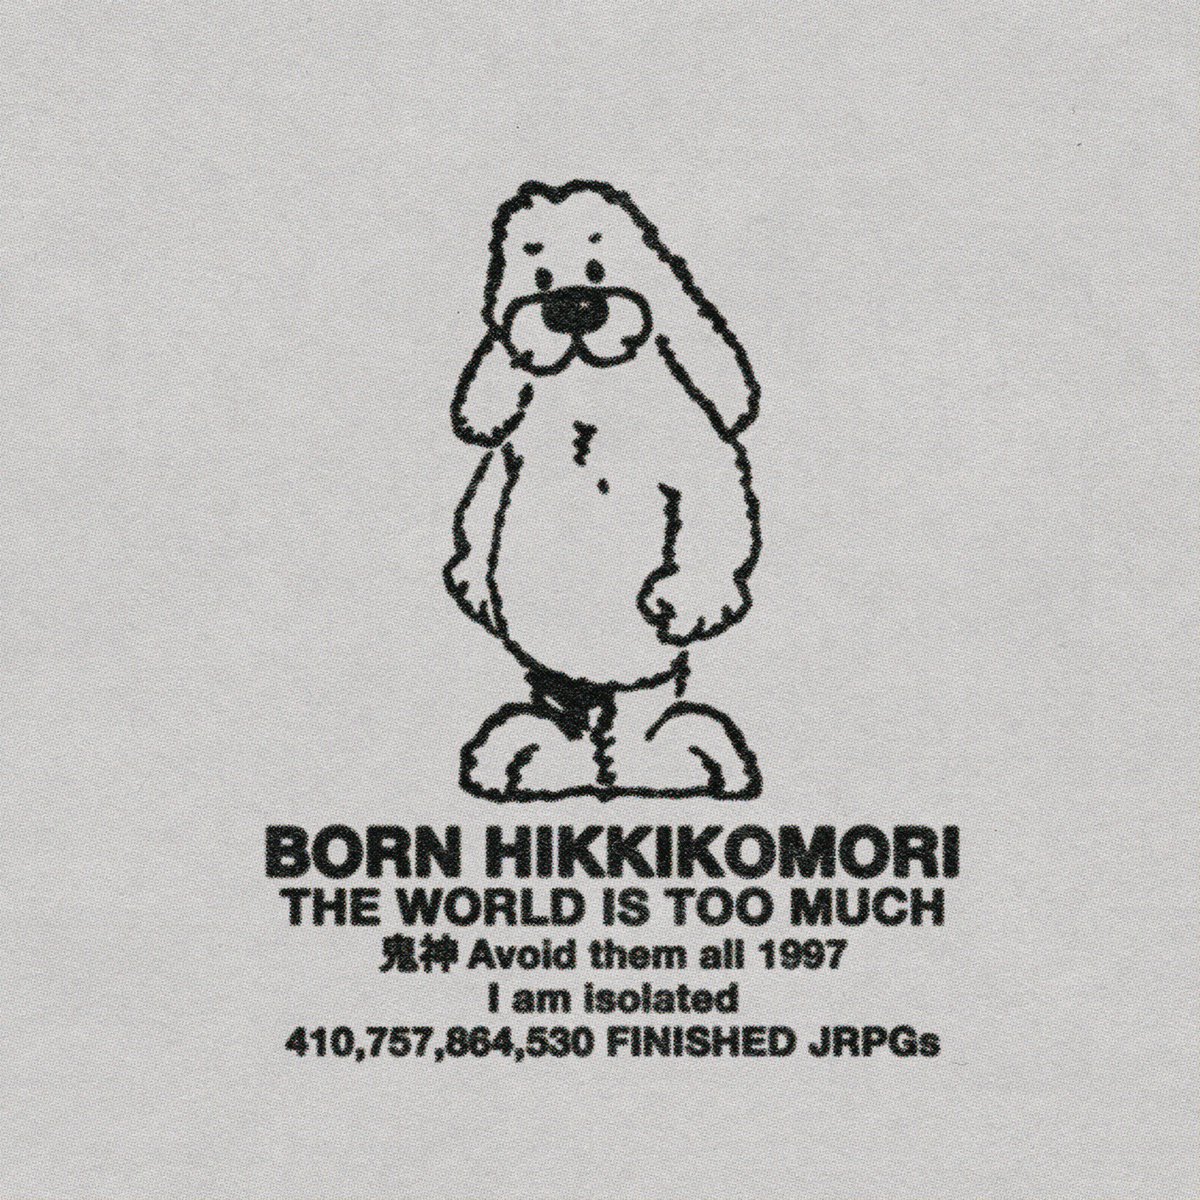 BORN HIKKIKOMORI
THE WORLD IS TOO MUCH
鬼神 Avoid them all 1997
I am isolated
410,757,864,530 FINISHED JRPGs